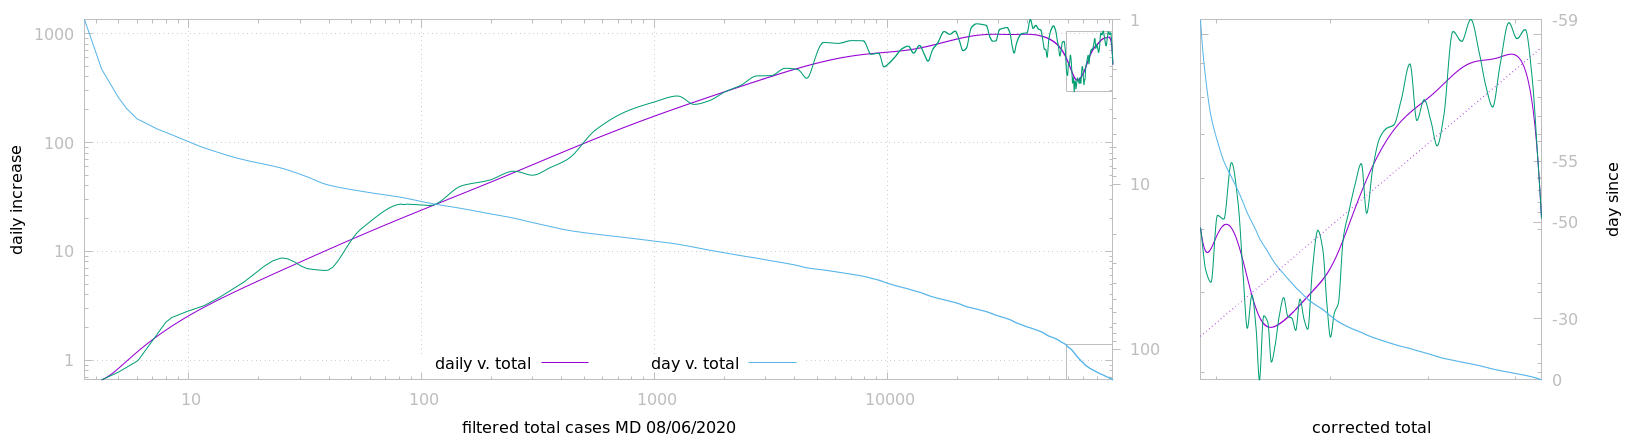 1000
100
10
1
daily increase
10
100
1000
10000
filtered total cases MD 08/06/2020
daily v. total
day v. total
1
10
100
-59
-55
-50
-30
0
day since
corrected total